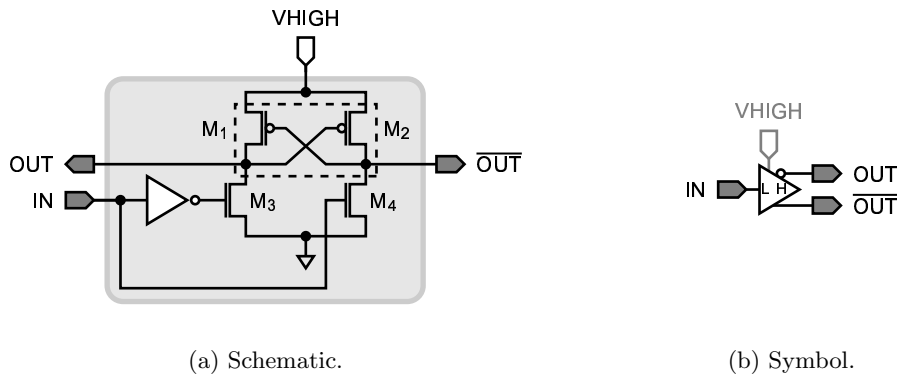 VHIGH
M1
M2
OUT
OUT
IN
M3
M4
(a) Schematic.
VHIGH
IN
L H
OUT
OUT
(b) Symbol.